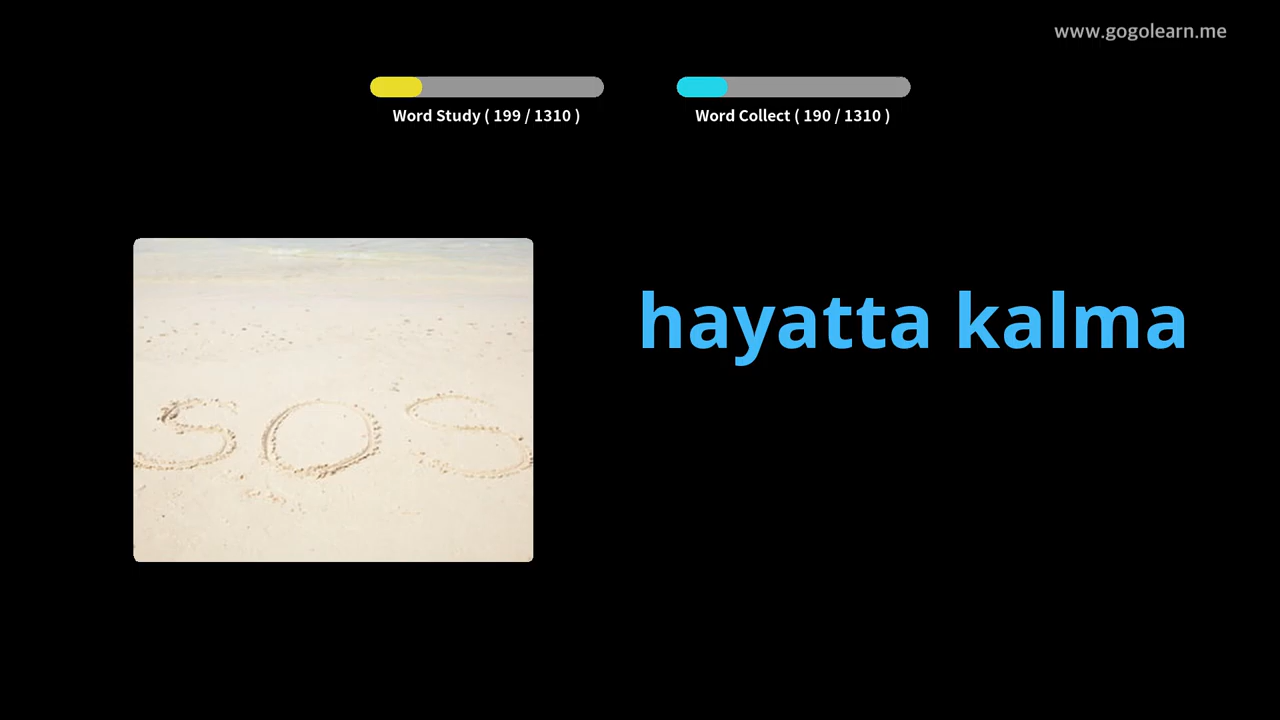 www.gogolearn.me
Word Study ( 199 / 1310 )
Word Collect ( 190 / 1310 )
hayatta kalma
SOS